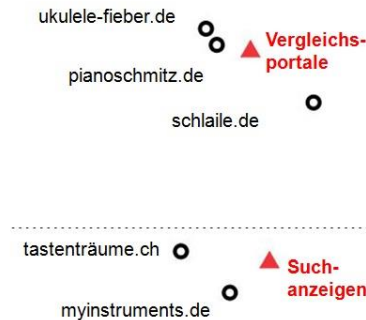 ukulele-fieber.de
Vergleichs-
portale
pianoschmitz.de
schlaile.de
tastenträume.ch
Such-
anzeigen
myinstruments.de